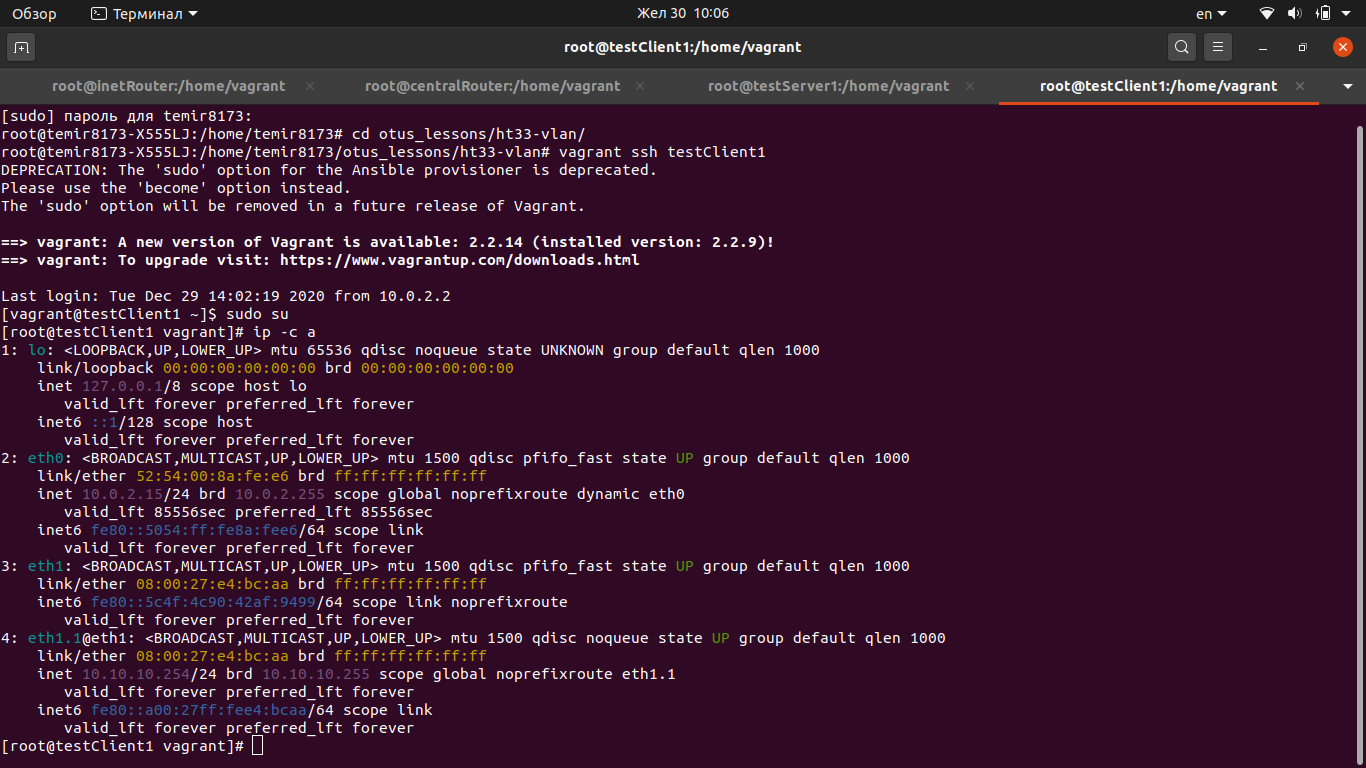 Обзор
Терминал
Жел 30 10:06
en
root@testClient1:/home/vagrant
root@inetRouter:/home/vagrant
root@centralRouter:/home/vagrant
root@testServer1:/home/vagrant
root@testClient1:/home/vagrant
[sudo] пароль для temir8173:
root@temir8173-X555LJ:/home/temir8173# cd otus_lessons/ht33-vlan/
root@temir8173-X555LJ:/home/temir8173/otus_lessons/ht33-vlan# vagrant ssh testClient1
DEPRECATION: The 'sudo' option for the Ansible provisioner is deprecated.
Please use the 'become' option instead.
The 'sudo' option will be removed in a future release of Vagrant.
==> vagrant: A new version of Vagrant is available: 2.2.14 (installed version: 2.2.9)!
==> vagrant: To upgrade visit: https://www.vagrantup.com/downloads.html
Last login: Tue Dec 29 14:02:19 2020 from 10.0.2.2
[vagrant@testClient1 ~]$ sudo su
[root@testClient1 vagrant]# ip -c a
1: lo: <LOOPBACK,UP,LOWER_UP> mtu 65536 qdisc noqueue state UNKNOWN group default qlen 1000
    link/loopback 00:00:00:00:00:00 brd 00:00:00:00:00:00
    inet 127.0.0.1/8 scope host lo
       valid_lft forever preferred_lft forever
    inet6 ::1/128 scope host
       valid_lft forever preferred_lft forever
2: eth0: <BROADCAST,MULTICAST,UP,LOWER_UP> mtu 1500 qdisc pfifo_fast state UP group default qlen 1000
    link/ether 52:54:00:8a:fe:e6 brd ff:ff:ff:ff:ff:ff
    inet 10.0.2.15/24 brd 10.0.2.255 scope global noprefixroute dynamic eth0
       valid_lft 85556sec preferred_lft 85556sec
    inet6 fe80::5054:ff:fe8a:fee6/64 scope link
       valid_lft forever preferred_lft forever
3: eth1: <BROADCAST,MULTICAST,UP,LOWER_UP> mtu 1500 qdisc pfifo_fast state UP group default qlen 1000
    link/ether 08:00:27:e4:bc:aa brd ff:ff:ff:ff:ff:ff
    inet6 fe80::5c4f:4c90:42af:9499/64 scope link noprefixroute
       valid_lft forever preferred_lft forever
4: eth1.1@eth1: <BROADCAST,MULTICAST,UP,LOWER_UP> mtu 1500 qdisc noqueue state UP group default qlen 1000
    link/ether 08:00:27:e4:bc:aa brd ff:ff:ff:ff:ff:ff
    inet 10.10.10.254/24 brd 10.10.10.255 scope global noprefixroute eth1.1
       valid_lft forever preferred_lft forever
    inet6 fe80::a00:27ff:fee4:bcaa/64 scope link
       valid_lft forever preferred_lft forever
[root@testClient1 vagrant]#